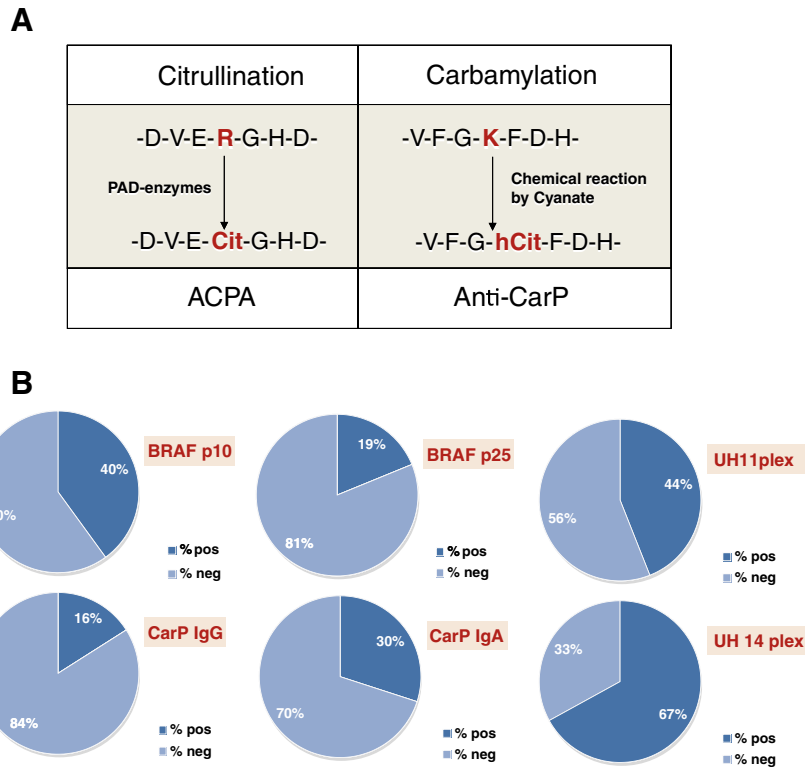 A
Citrullination
Carbamylation
-D-V-E-R-G-H-D-
-V-F-G-K-F-D-H-
PAD-enzymes
Chemical reaction
by Cyanate
-D-V-E-Cit-G-H-D-
-V-F-G-hCit-F-D-H-
ACPA
Anti-CarP
B
BRAF p10
40%
0%
% pos
% neg
BRAF p25
19%
81%
% pos
% neg
UH11plex
44%
56%
% pos
% neg
CarP IgG
16%
84%
% pos
% neg
CarP IgA
30%
70%
% pos
% neg
UH 14 plex
33%
67%
% pos
% neg